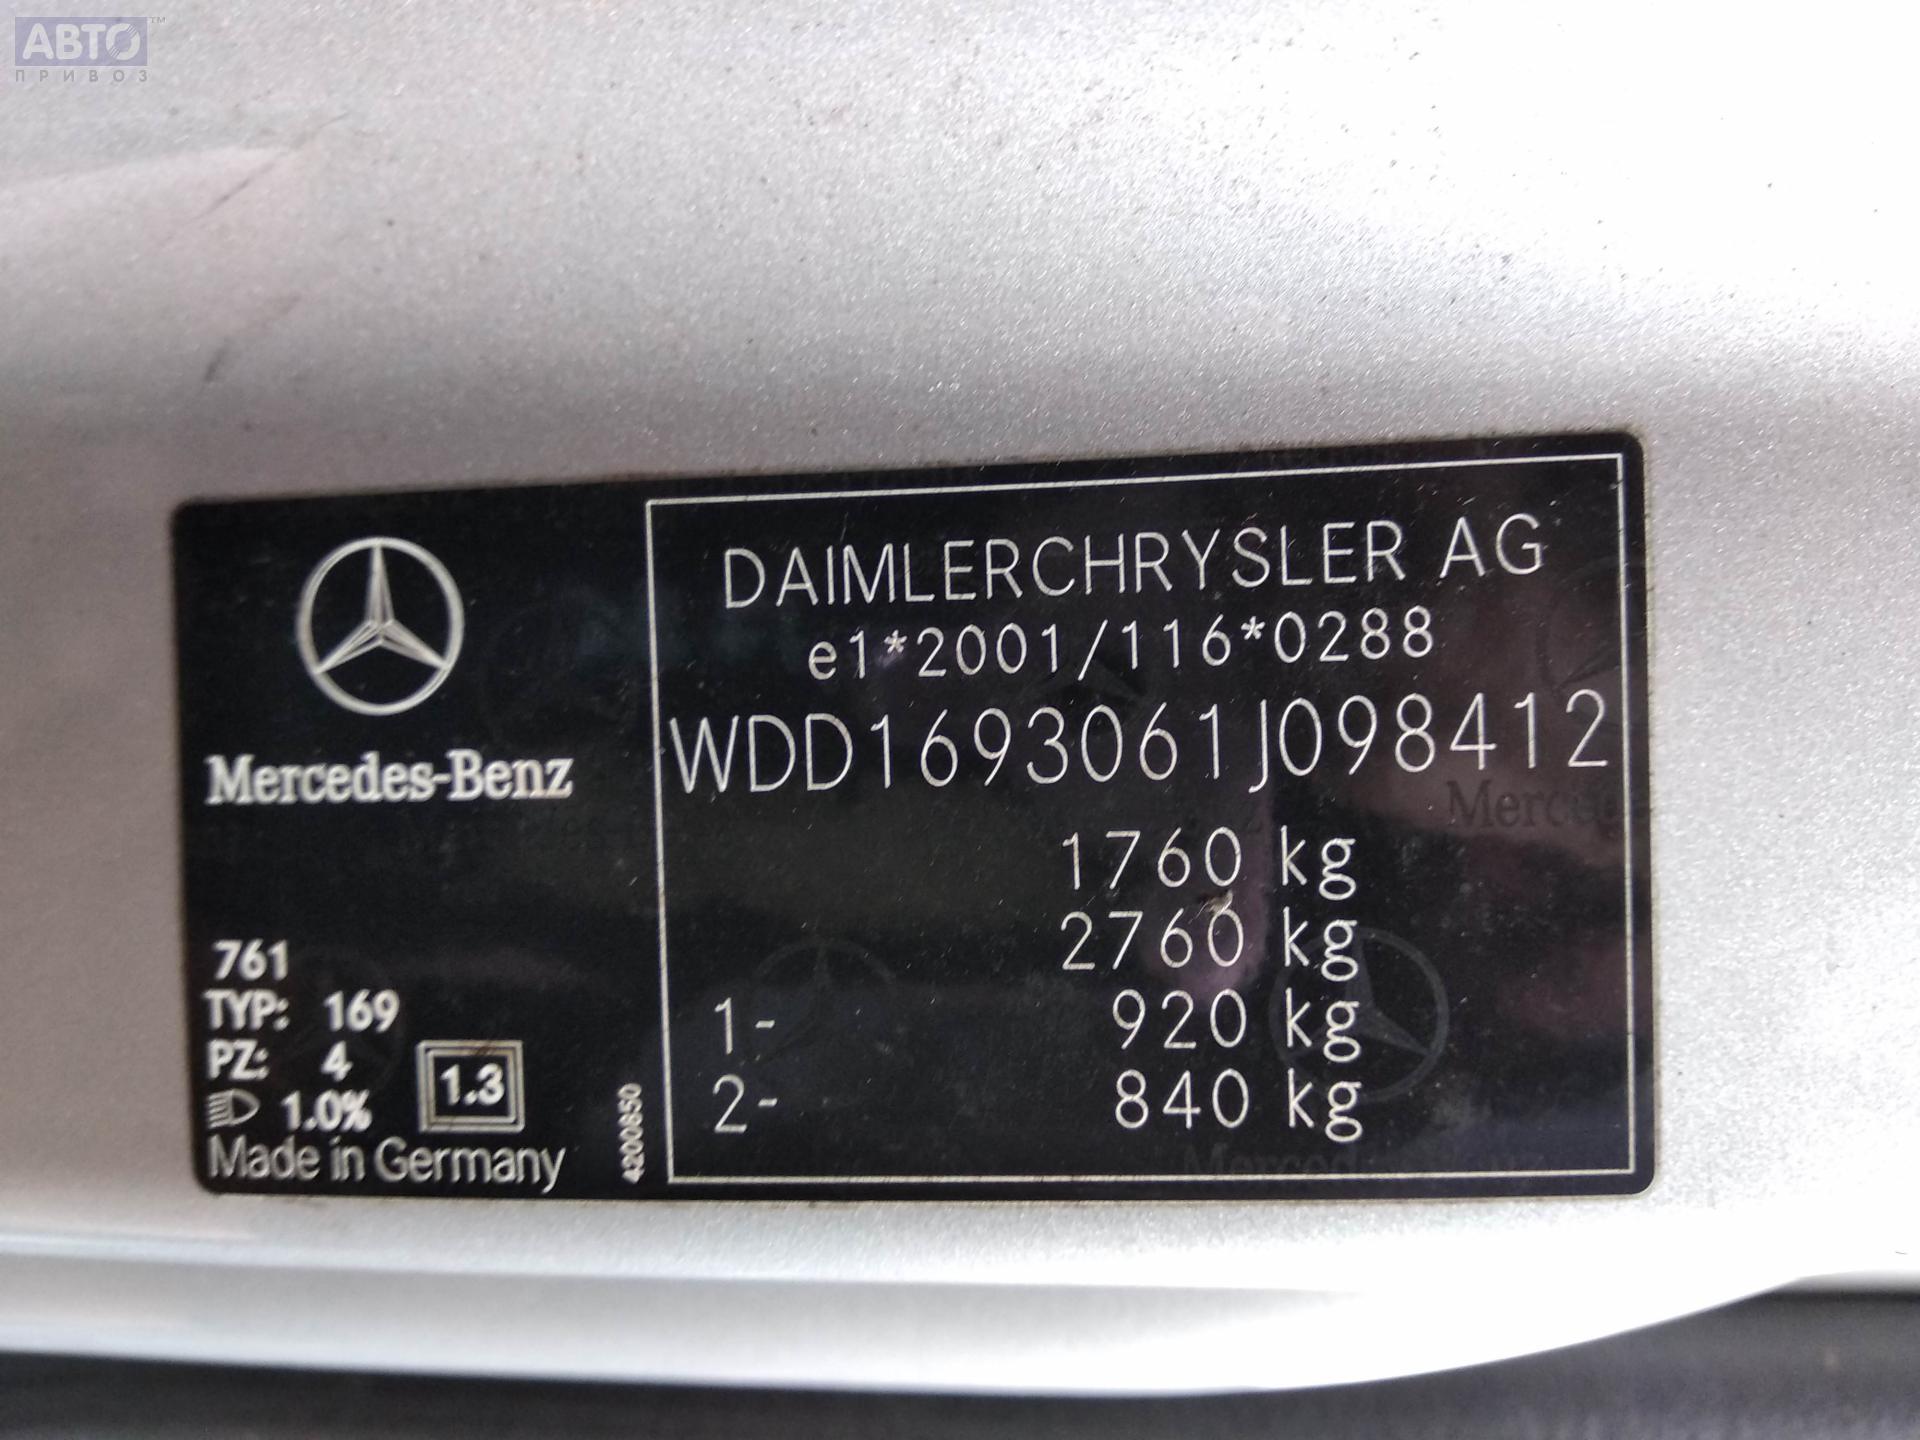 АВТО™
ПРИВОЗ
DAIMLERCHRYSLER AG
e1*2001/116*0288
WDD1693061J098412
1760 kg
2760 kg
1- 920 kg
2- 840 kg
Mercedes-Benz
761
TYP: 169
PZ: 4
1.0% 1.3
Made in Germany
4200850